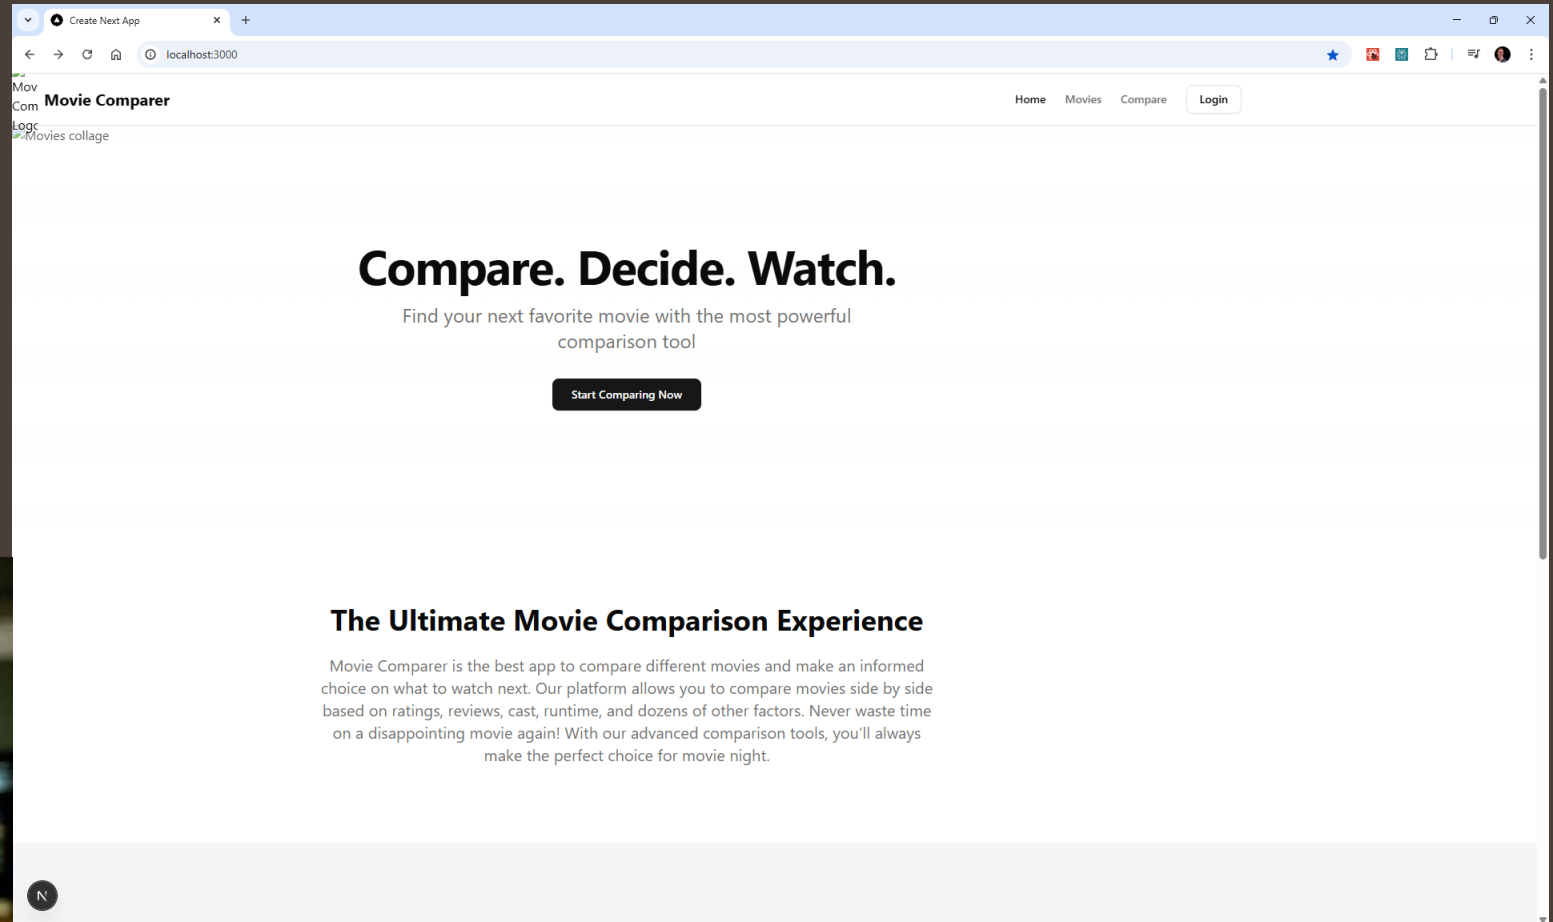 Create Next App
localhost:3000
Mov
Com
Logo
Movie Comparer
Home
Movies
Compare
Login
Movies collage
Compare. Decide. Watch.
Find your next favorite movie with the most powerful
comparison tool
Start Comparing Now
The Ultimate Movie Comparison Experience
Movie Comparer is the best app to compare different movies and make an informed
choice on what to watch next. Our platform allows you to compare movies side by side
based on ratings, reviews, cast, runtime, and dozens of other factors. Never waste time
on a disappointing movie again! With our advanced comparison tools, you'll always
make the perfect choice for movie night.
N